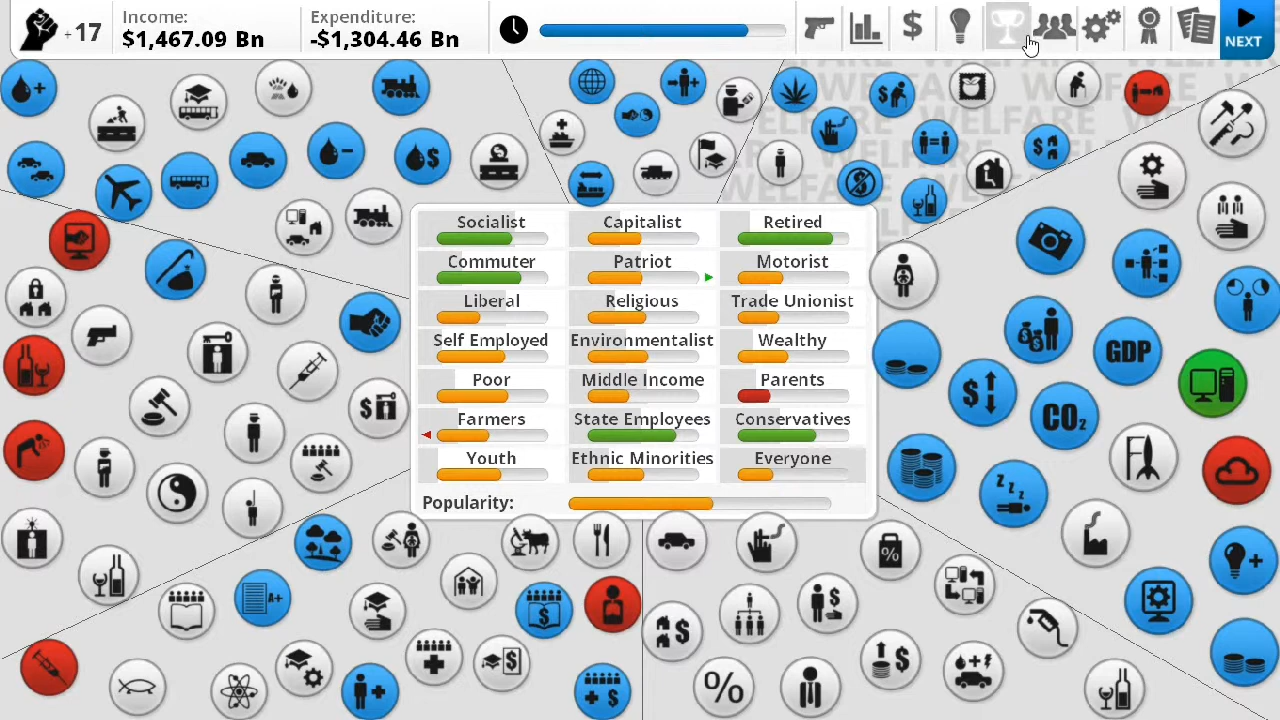 Income:
Expenditure:
+17
$1,467.09 Bn
-$1,304.46 Bn
NEXT
WELFARE
WELFARE
WELFARE
Socialist
Capitalist
Retired
Commuter
Patriot
Motorist
Liberal
Religious
Trade Unionist
Self Employed
Environmentalist
Wealthy
Poor
Middle Income
Parents
Farmers
State Employees
Conservatives
Youth
Ethnic Minorities
Everyone
Popularity:
GDP
CO₂
A+
Z Z Z